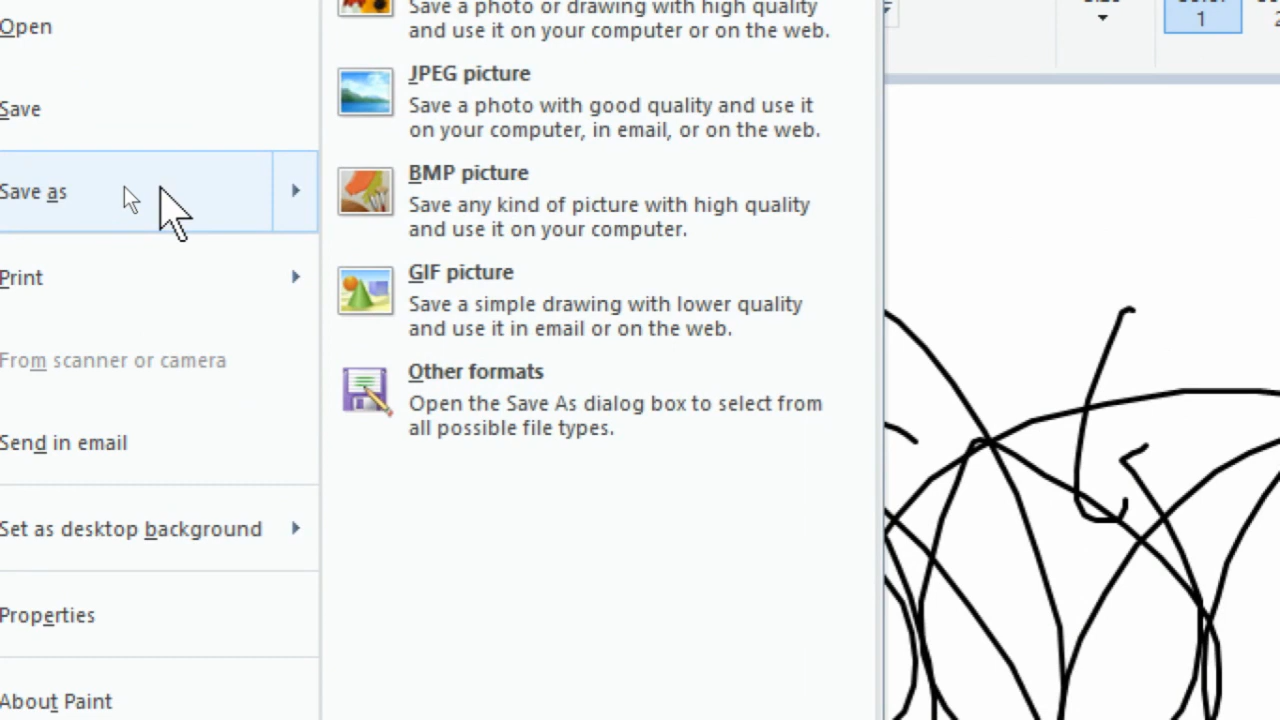 Open
Save a photo or drawing with high quality
and use it on your computer or on the web.
JPEG picture
Save
Save a photo with good quality and use it
on your computer, in email, or on the web.
Save as
BMP picture
Save any kind of picture with high quality
and use it on your computer.
Print
GIF picture
Save a simple drawing with lower quality
and use it in email or on the web.
From scanner or camera
Other formats
Open the Save As dialog box to select from
all possible file types.
Send in email
Set as desktop background
Properties
About Paint
1